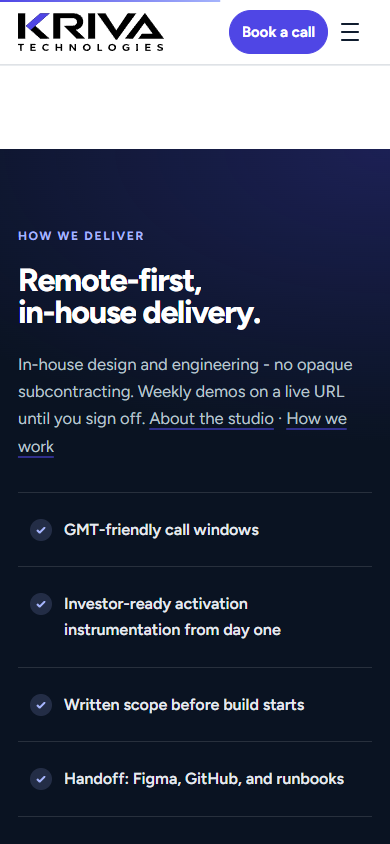 KRIVA
TECHNOLOGIES
Book a call
HOW WE DELIVER
Remote-first,
in-house delivery.
In-house design and engineering - no opaque
subcontracting. Weekly demos on a live URL
until you sign off. About the studio · How we
work
GMT-friendly call windows
Investor-ready activation
instrumentation from day one
Written scope before build starts
Handoff: Figma, GitHub, and runbooks